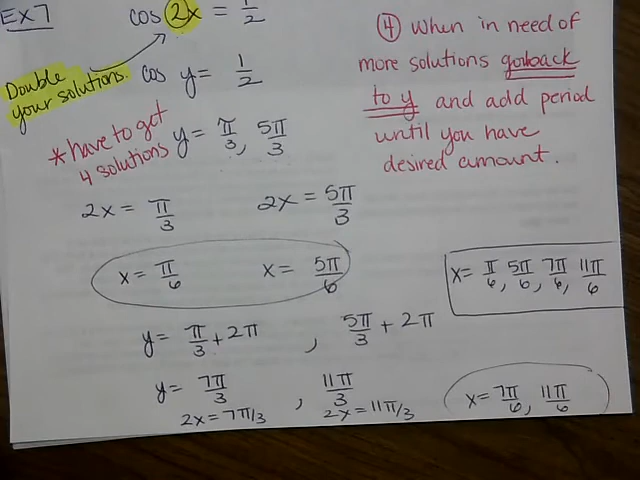 EX7
cos 2x = 1/2
Double your solutions.
cos y = 1/2
* have to get
4 solutions
y = π/3, 5π/3
2x = π/3    2x = 5π/3
x = π/6    x = 5π/6
y = π/3 + 2π , 5π/3 + 2π
y = 7π/3 , 11π/3
2x = 7π/3    2x = 11π/3
④ When in need of
more solutions go back
to y and add period
until you have
desired amount.
x = π/6, 5π/6, 7π/6, 11π/6
x = 7π/6, 11π/6